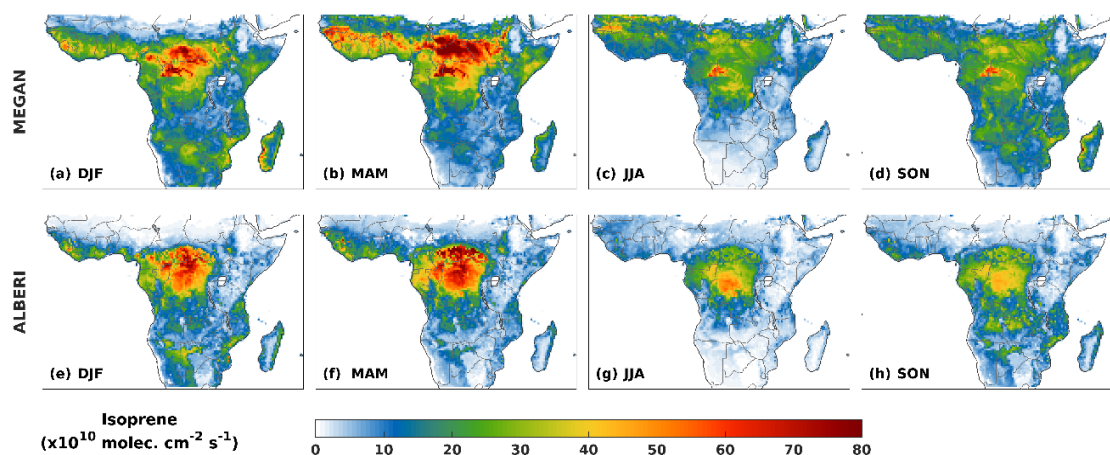 MEGAN
(a) DJF
(b) MAM
(c) JJA
(d) SON
ALBERI
(e) DJF
(f) MAM
(g) JJA
(h) SON
Isoprene
(x10¹⁰ molec. cm⁻² s⁻¹)
0 10 20 30 40 50 60 70 80